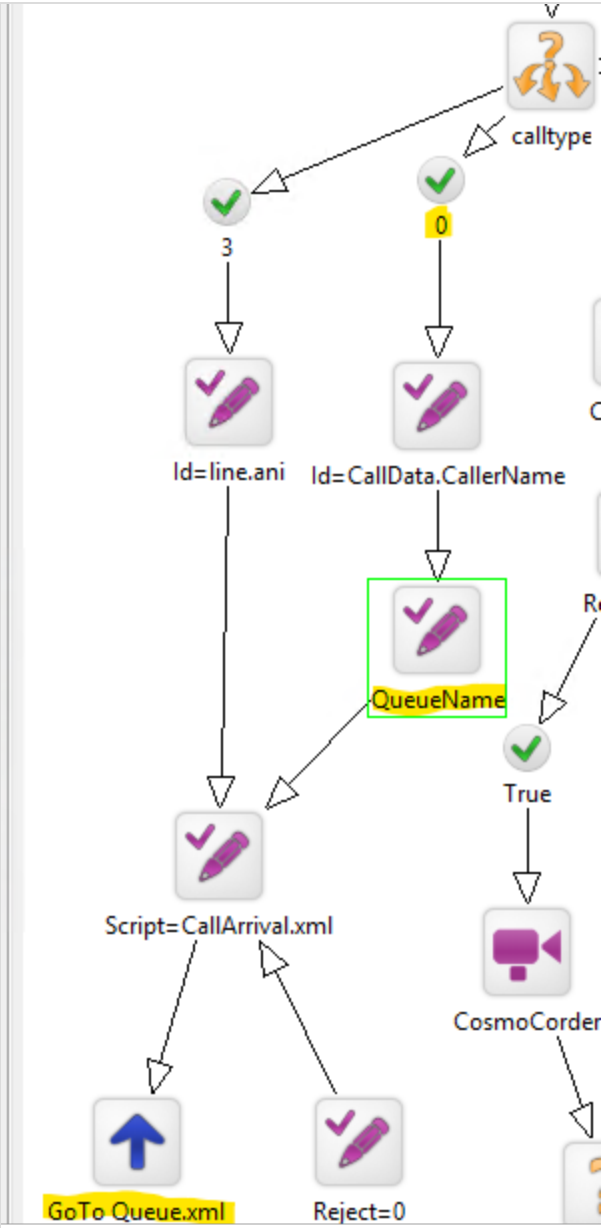 calltype
3
0
Id=line.ani
Id=CallData.CallerName
QueueName
True
Script=CallArrival.xml
CosmoCorder
GoTo Queue.xml
Reject=0